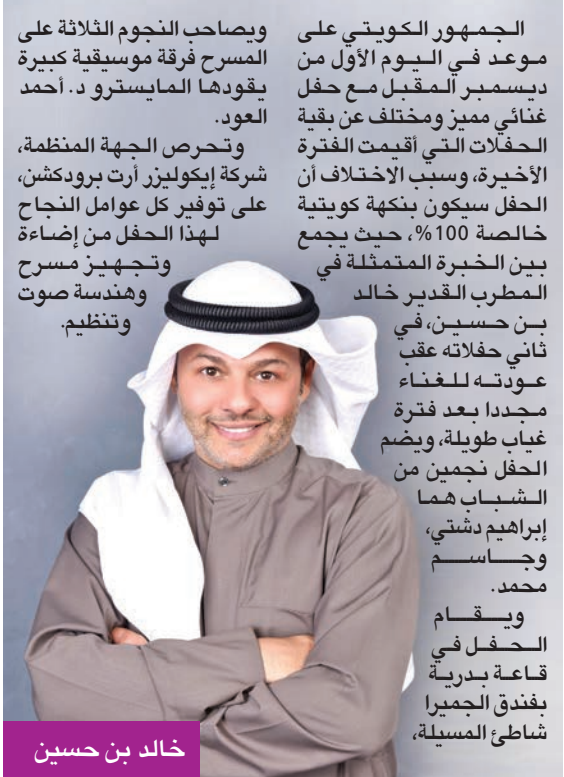 الجمهور الكويتي على
موعد في اليوم الأول من
ديسمبر المقبل مع حفل
غنائي مميز ومختلف عن بقية
الحفلات التي أقيمت الفترة
الأخيرة، وسبب الاختلاف أن
الحفل سيكون بنكهة كويتية
خالصة 100%، حيث يجمع
بين الخبرة المتمثلة في
المطرب القدير خالد
بن حسين، في
ثاني حفلاته عقب
عودته للغناء
مجددا بعد فترة
غياب طويلة، ويضم
الحفل نجمين من
الشباب هما
إبراهيم دشتي،
وجاسم
محمد.
ويقام
الحفل في
قاعة بدرية
بفندق الجميرا
شاطئ المسيلة،
ويصاحب النجوم الثلاثة على
المسرح فرقة موسيقية كبيرة
يقودها المايسترو د. أحمد
العود.
وتحرص الجهة المنظمة،
شركة إيكوليزر أرت برودكشن،
على توفير كل عوامل النجاح
لهذا الحفل من إضاءة
وتجهيز مسرح
وهندسة صوت
وتنظيم.
خالد بن حسين